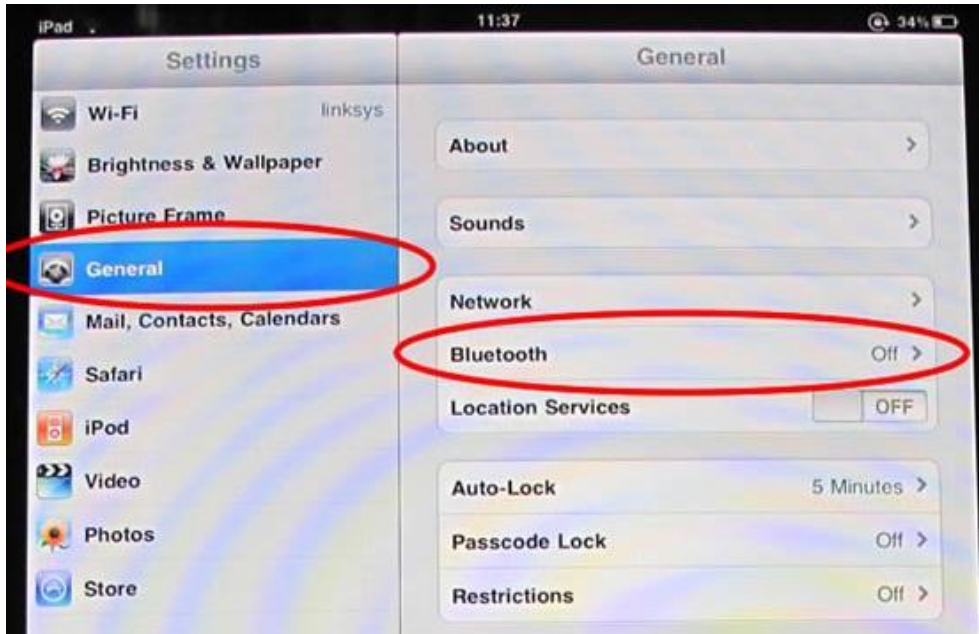 iPad
11:37
34%
Settings
General
Wi-Fi linksys
Brightness & Wallpaper
Picture Frame
General
Mail, Contacts, Calendars
Safari
iPod
Video
Photos
Store
About
Sounds
Network
Bluetooth Off
Location Services OFF
Auto-Lock 5 Minutes
Passcode Lock Off
Restrictions Off